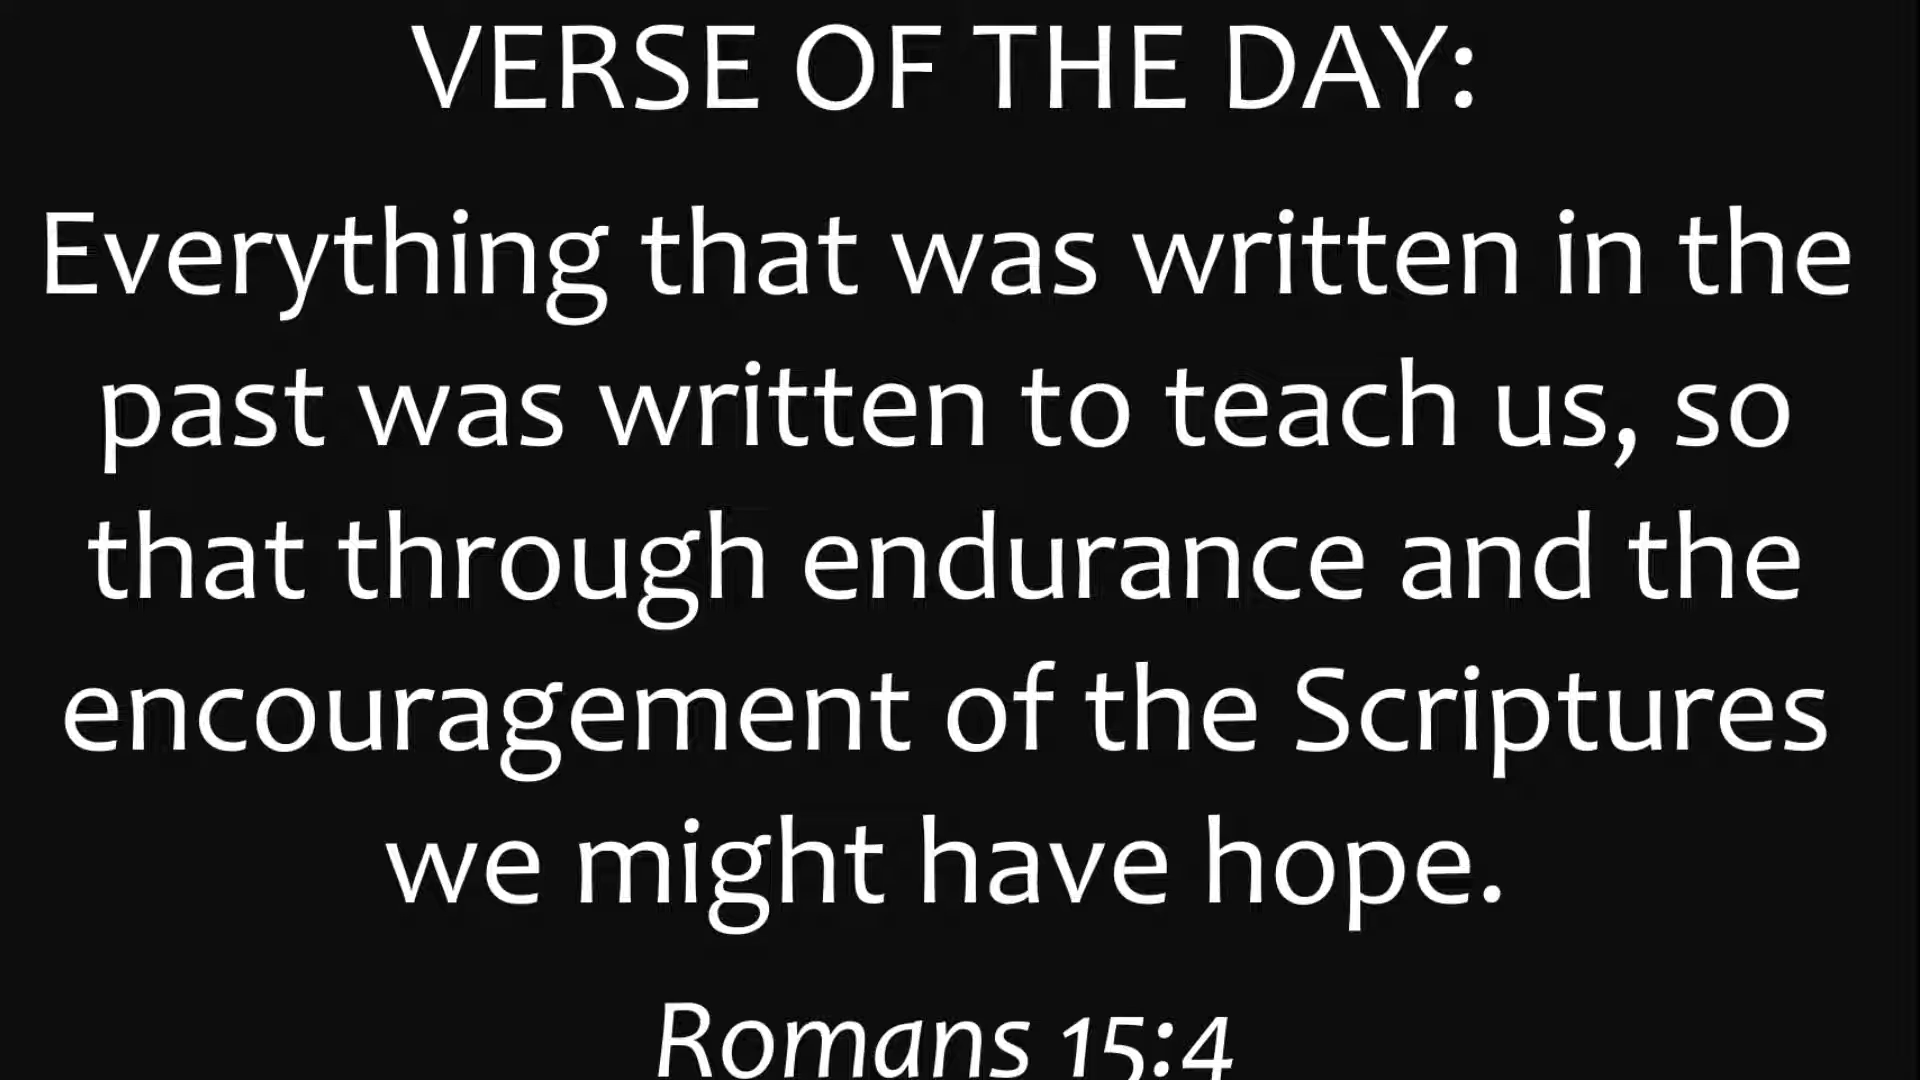 VERSE OF THE DAY:
Everything that was written in the
past was written to teach us, so
that through endurance and the
encouragement of the Scriptures
we might have hope.
Romans 15:4